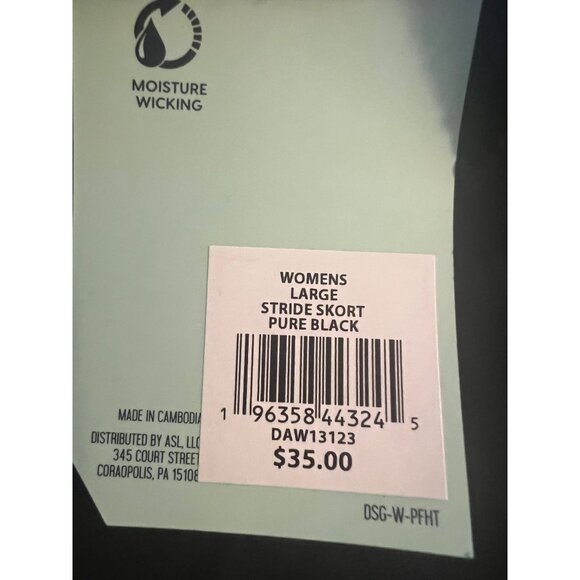 MOISTURE
WICKING
WOMENS
LARGE
STRIDE SKORT
PURE BLACK
1 96358 44324 5
DAW13123
$35.00
MADE IN CAMBODIA
DISTRIBUTED BY ASL, LLC
345 COURT STREET
CORAOPOLIS, PA 15108
DSG-W-PFHT